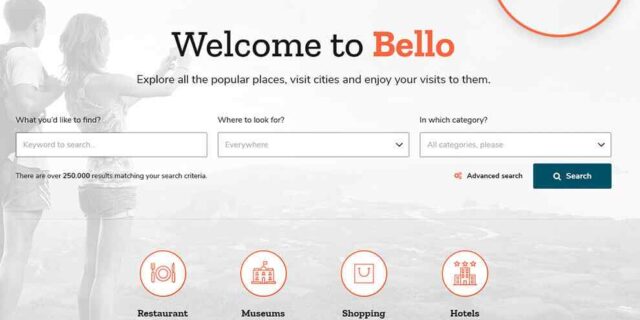 Welcome to Bello
Explore all the popular places, visit cities and enjoy your visits to them.
What you'd like to find?
Where to look for?
In which category?
Keyword to search...
Everywhere
All categories, please
There are over 250.000 results matching your search criteria.
Advanced search
Search
Restaurant
Museums
Shopping
Hotels